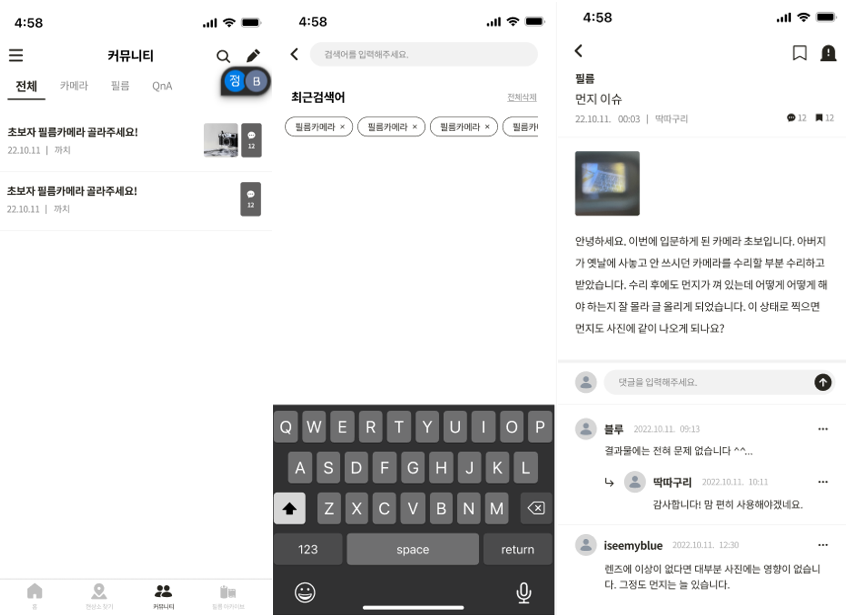 4:58
커뮤니티
전체 카메라 필름 QnA
점 B
초보자 필름카메라 골라주세요!
22.10.11 | 까치
12
초보자 필름카메라 골라주세요!
22.10.11 | 까치
12
홈 현상소 찾기 커뮤니티 필름 아카이브
4:58
검색어를 입력해주세요.
최근검색어 전체삭제
필름카메라 × 필름카메라 × 필름카메라 × 필름카
Q W E R T Y U I O P
A S D F G H J K L
Z X C V B N M
123 space return
4:58
필름
먼지 이슈
22.10.11. 00:03 | 딱따구리 12 12
안녕하세요. 이번에 입문하게 된 카메라 초보입니다. 아버지
가 옛날에 사놓고 안 쓰시던 카메라를 수리할 부분 수리하고
받았습니다. 수리 후에도 먼지가 껴 있는데 어떻게 어떻게 해
야 하는지 잘 몰라 글 올리게 되었습니다. 이 상태로 찍으면
먼지도 사진에 같이 나오게 되나요?
댓글을 입력해주세요.
블루 2022.10.11. 09:13
결과물에는 전혀 문제 없습니다 ^^...
딱따구리 2022.10.11. 10:11
감사합니다! 맘 편히 사용해야겠네요.
iseemyblue 2022.10.11. 12:30
렌즈에 이상이 없다면 대부분 사진에는 영향이 없습니
다. 그정도 먼지는 늘 있습니다.